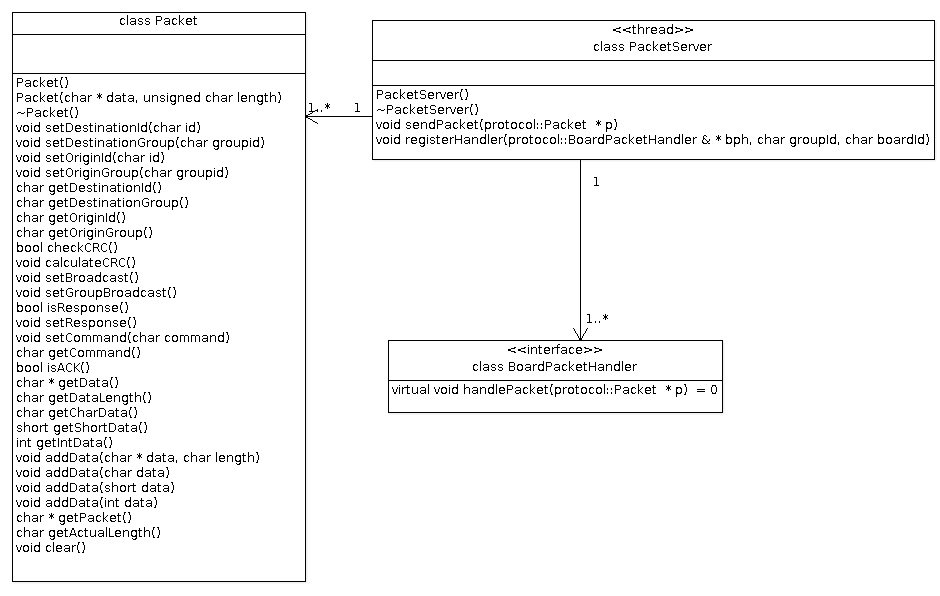 class Packet
Packet()
Packet(char * data, unsigned char length)
~Packet()
void setDestinationId(char id)
void setDestinationGroup(char groupid)
void setOriginId(char id)
void setOriginGroup(char groupid)
char getDestinationId()
char getDestinationGroup()
char getOriginId()
char getOriginGroup()
bool checkCRC()
void calculateCRC()
void setBroadcast()
void setGroupBroadcast()
bool isResponse()
void setResponse()
void setCommand(char command)
char getCommand()
bool isACK()
char * getData()
char getDataLength()
char getCharData()
short getShortData()
int getIntData()
void addData(char * data, char length)
void addData(char data)
void addData(short data)
void addData(int data)
char * getPacket()
char getActualLength()
void clear()
1..*
1
<<thread>>
class PacketServer
PacketServer()
~PacketServer()
void sendPacket(protocol::Packet * p)
void registerHandler(protocol::BoardPacketHandler & * bph, char groupId, char boardId)
1
1..*
<<interface>>
class BoardPacketHandler
virtual void handlePacket(protocol::Packet * p) = 0